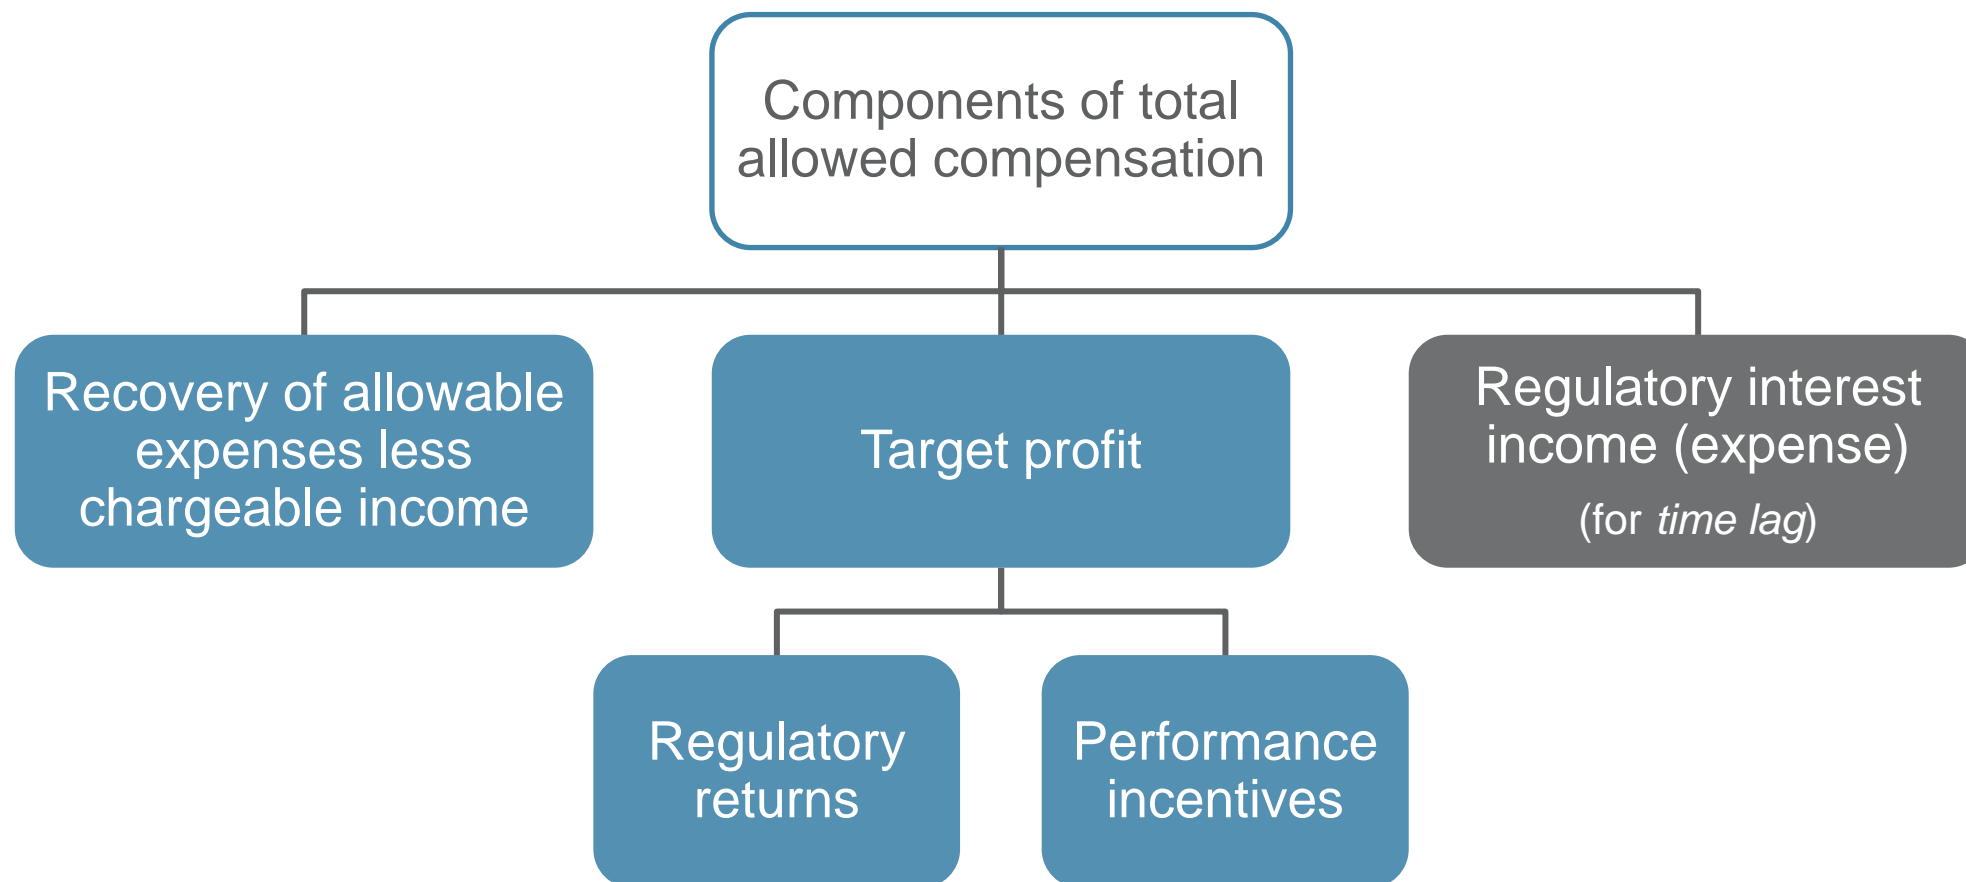 Components of total
allowed compensation
Recovery of allowable
expenses less
chargeable income
Target profit
Regulatory interest
income (expense)
(for time lag)
Regulatory
returns
Performance
incentives